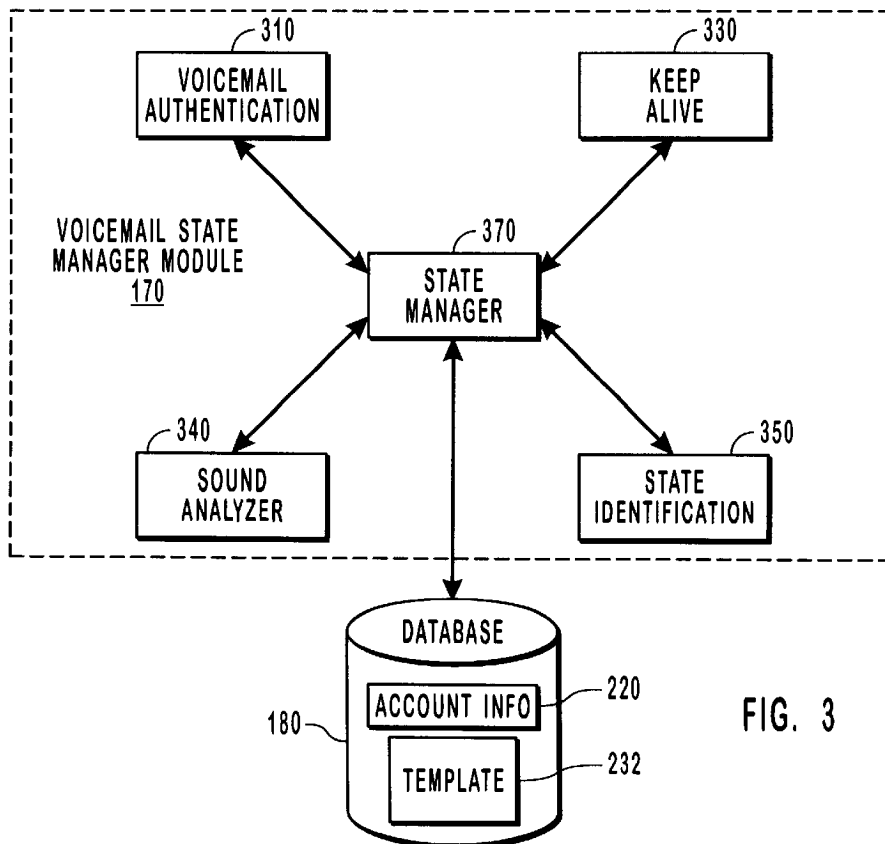 310
VOICEMAIL
AUTHENTICATION
330
KEEP
ALIVE
VOICEMAIL STATE
MANAGER MODULE
170
370
STATE
MANAGER
340
SOUND
ANALYZER
350
STATE
IDENTIFICATION
DATABASE
ACCOUNT INFO
220
180
TEMPLATE
232
FIG. 3